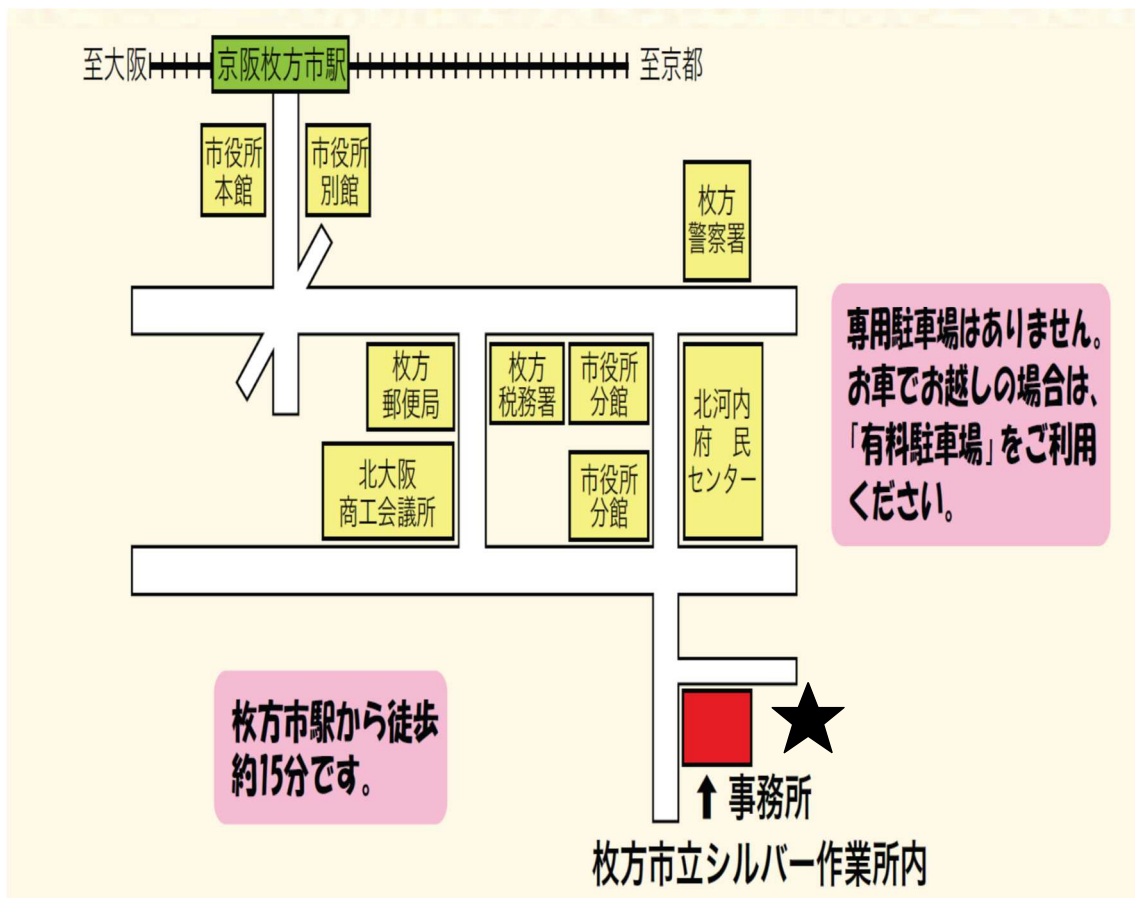 至大阪
京阪枚方市駅
至京都
市役所
本館
市役所
別館
枚方
警察署
専用駐車場はありません。
お車でお越しの場合は、
「有料駐車場」をご利用
ください。
枚方
郵便局
枚方
税務署
市役所
分館
北河内
府　民
センター
北大阪
商工会議所
市役所
分館
枚方市駅から徒歩
約15分です。
↑ 事務所
枚方市立シルバー作業所内